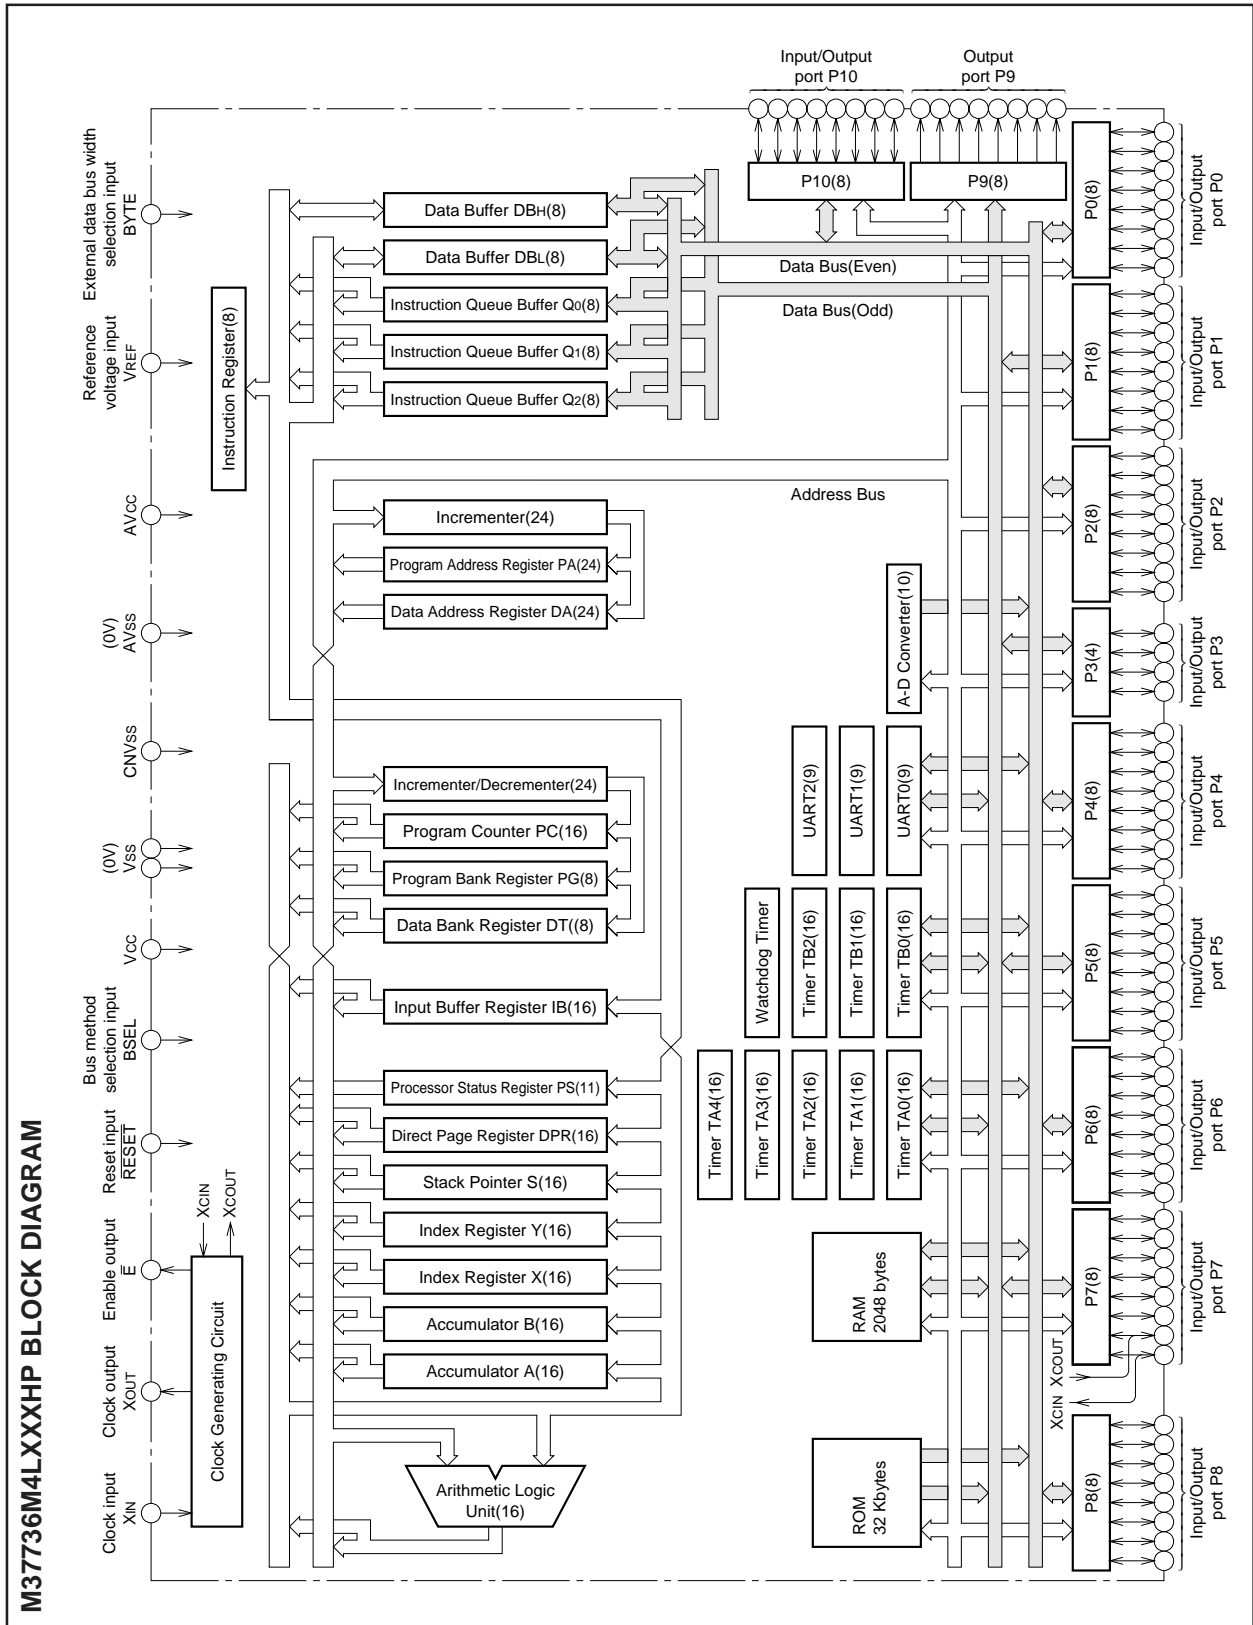 M37736M4LXXXHP BLOCK DIAGRAM
Clock input
XIN
Clock output
XOUT
Enable output
E
Reset input
RESET
Bus method
selection input
BSEL
VCC
(0V)
VSS
CNVSS
(0V)
AVSS
AVCC
Reference
voltage input
VREF
External data bus width
selection input
BYTE
Clock Generating Circuit
XCIN
XCOUT
Instruction Register(8)
Data Buffer DBH(8)
Data Buffer DBL(8)
Instruction Queue Buffer Q0(8)
Instruction Queue Buffer Q1(8)
Instruction Queue Buffer Q2(8)
Incrementer(24)
Program Address Register PA(24)
Data Address Register DA(24)
Incrementer/Decrementer(24)
Program Counter PC(16)
Program Bank Register PG(8)
Data Bank Register DT((8)
Input Buffer Register IB(16)
Processor Status Register PS(11)
Direct Page Register DPR(16)
Stack Pointer S(16)
Index Register Y(16)
Index Register X(16)
Accumulator B(16)
Accumulator A(16)
Arithmetic Logic
Unit(16)
Input/Output
port P10
Output
port P9
P10(8)
P9(8)
Data Bus(Even)
Data Bus(Odd)
Address Bus
A-D Converter(10)
UART2(9)
UART1(9)
UART0(9)
Watchdog Timer
Timer TB2(16)
Timer TB1(16)
Timer TB0(16)
Timer TA4(16)
Timer TA3(16)
Timer TA2(16)
Timer TA1(16)
Timer TA0(16)
RAM
2048 bytes
ROM
32 Kbytes
XCIN
XCOUT
P0(8)
P1(8)
P2(8)
P3(4)
P4(8)
P5(8)
P6(8)
P7(8)
P8(8)
Input/Output
port P0
Input/Output
port P1
Input/Output
port P2
Input/Output
port P3
Input/Output
port P4
Input/Output
port P5
Input/Output
port P6
Input/Output
port P7
Input/Output
port P8